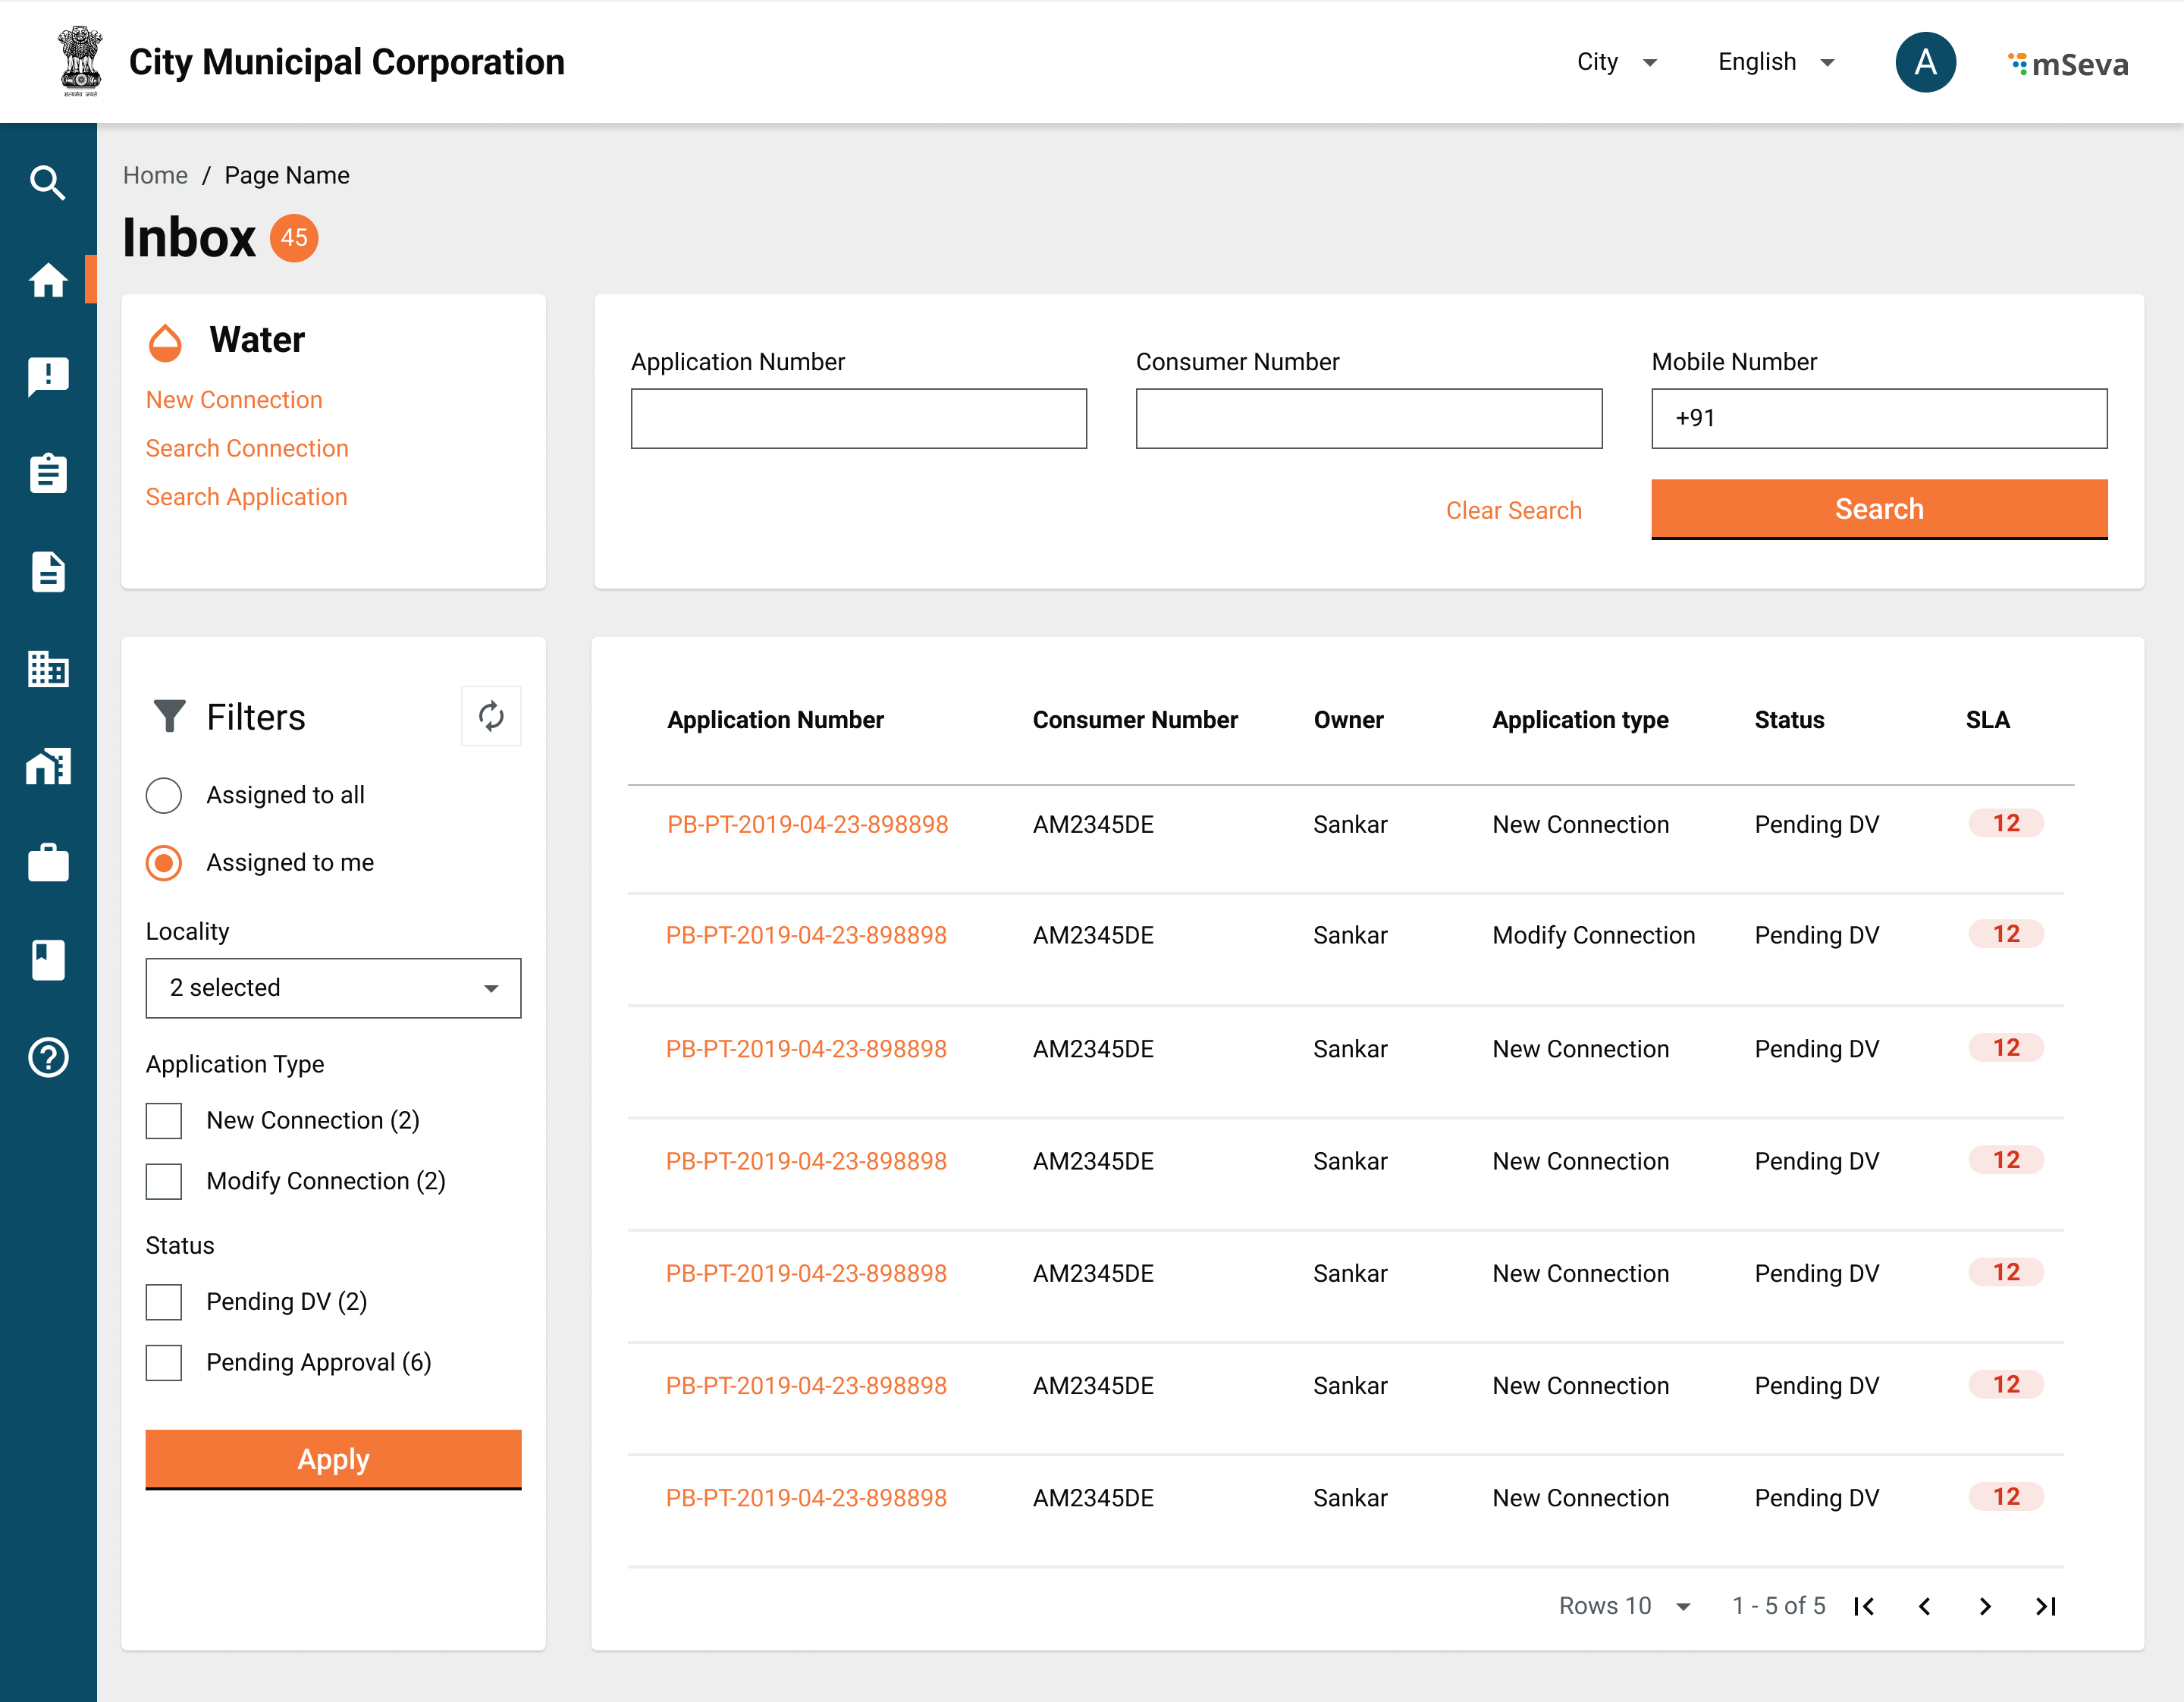 City Municipal Corporation
City
English
A
mSeva
सत्यमेव जयते
Home / Page Name
Inbox 45
Water
New Connection
Search Connection
Search Application
Application Number
Consumer Number
Mobile Number
+91
Clear Search
Search
Filters
Assigned to all
Assigned to me
Locality
2 selected
Application Type
New Connection (2)
Modify Connection (2)
Status
Pending DV (2)
Pending Approval (6)
Apply
Application Number Consumer Number Owner Application type Status SLA
PB-PT-2019-04-23-898898 AM2345DE Sankar New Connection Pending DV 12
PB-PT-2019-04-23-898898 AM2345DE Sankar Modify Connection Pending DV 12
PB-PT-2019-04-23-898898 AM2345DE Sankar New Connection Pending DV 12
PB-PT-2019-04-23-898898 AM2345DE Sankar New Connection Pending DV 12
PB-PT-2019-04-23-898898 AM2345DE Sankar New Connection Pending DV 12
PB-PT-2019-04-23-898898 AM2345DE Sankar New Connection Pending DV 12
PB-PT-2019-04-23-898898 AM2345DE Sankar New Connection Pending DV 12
Rows 10 1 - 5 of 5